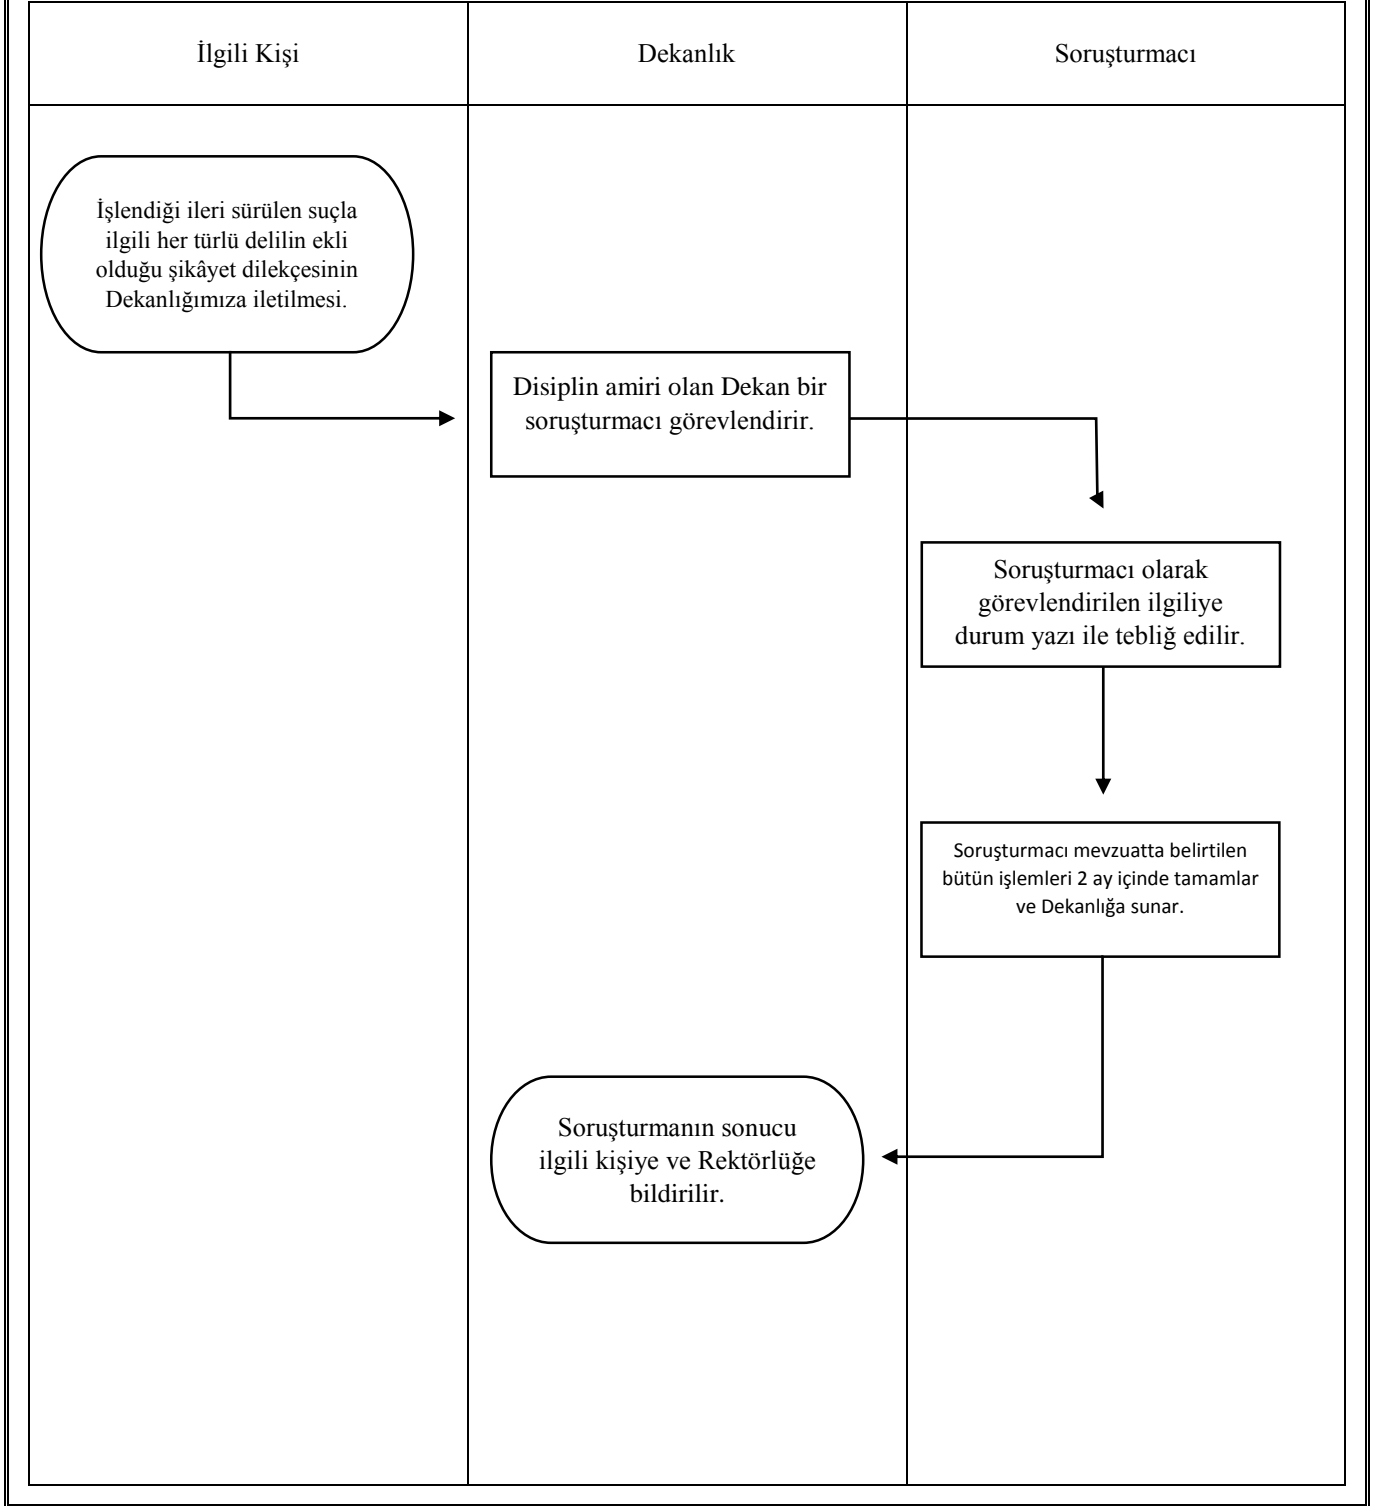 İlgili Kişi
Dekanlık
Soruşturmacı
İşlendiği ileri sürülen suçla
ilgili her türlü delilin ekli
olduğu şikâyet dilekçesinin
Dekanlığımıza iletilmesi.
Disiplin amiri olan Dekan bir
soruşturmacı görevlendirir.
Soruşturmacı olarak
görevlendirilen ilgiliye
durum yazı ile tebliğ edilir.
Soruşturmacı mevzuatta belirtilen
bütün işlemleri 2 ay içinde tamamlar
ve Dekanlığa sunar.
Soruşturmanın sonucu
ilgili kişiye ve Rektörlüğe
bildirilir.